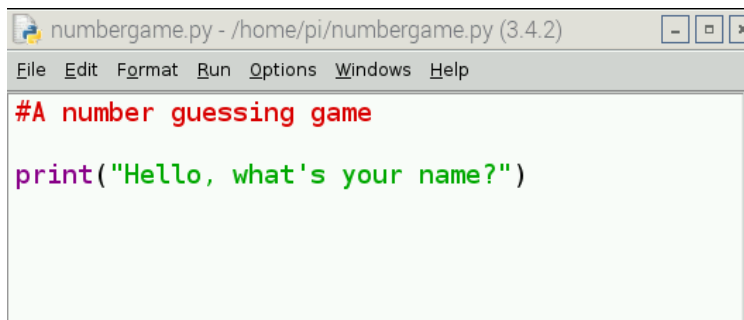 numbergame.py - /home/pi/numbergame.py (3.4.2)
File Edit Format Run Options Windows Help
#A number guessing game
print("Hello, what's your name?")